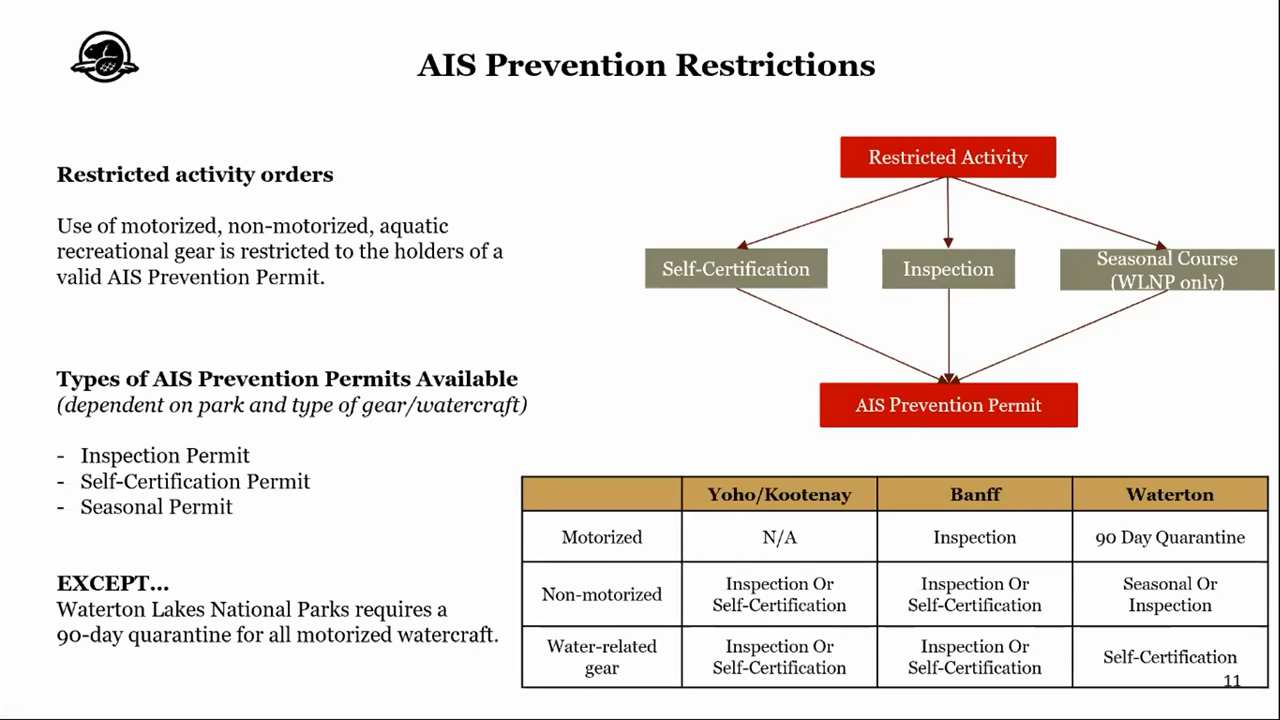 AIS Prevention Restrictions
Restricted activity orders
Use of motorized, non-motorized, aquatic
recreational gear is restricted to the holders of a
valid AIS Prevention Permit.
Types of AIS Prevention Permits Available
(dependent on park and type of gear/watercraft)
- Inspection Permit
- Self-Certification Permit
- Seasonal Permit
EXCEPT...
Waterton Lakes National Parks requires a
90-day quarantine for all motorized watercraft.
Restricted Activity
Self-Certification
Inspection
Seasonal Course
(WLNP only)
AIS Prevention Permit
Yoho/Kootenay Banff Waterton
Motorized N/A Inspection 90 Day Quarantine
Non-motorized
Inspection Or
Self-Certification
Inspection Or
Self-Certification
Seasonal Or
Inspection
Water-related
gear
Inspection Or
Self-Certification
Inspection Or
Self-Certification
Self-Certification
11